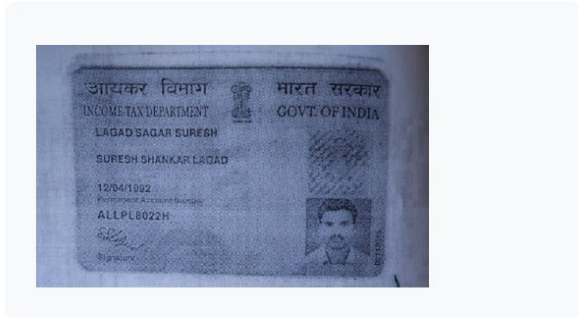 आयकर विभाग
भारत सरकार
INCOME TAX DEPARTMENT
GOVT. OF INDIA
LAGAD SAGAR SURESH
SURESH SHANKAR LAGAD
12/04/1992
Permanent Account Number
ALLPL8022H
Signature